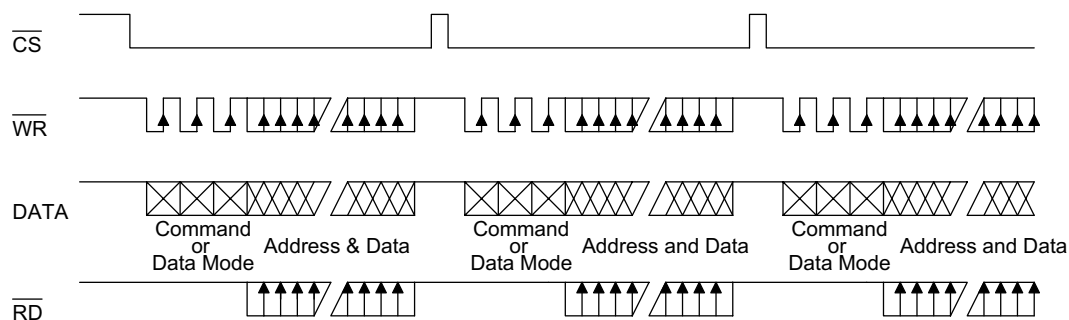 CS
WR
DATA
Command
or
Data Mode
Address & Data
Command
or
Data Mode
Address and Data
Command
or
Data Mode
Address and Data
RD